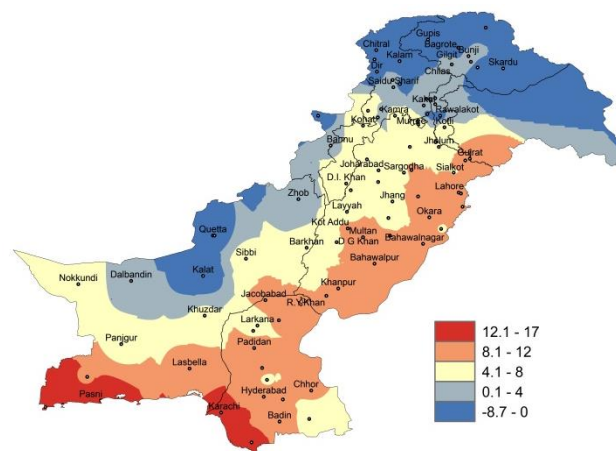 Gupis
Chitral
Bagrote
Bunji
Kalam
Gilgit
Skardu
Dir
Chilas
Saidu Sharif
Kakul
Kamra
Rawalakot
Kohat
Murree
Kotli
Bannu
Jhelum
Gujrat
Joharabad
Sargodha
Sialkot
D.I. Khan
Zhob
Lahore
Layyah
Jhang
Okara
Kot Addu
Quetta
Multan
Barkhan
D G Khan
Bahawalnagar
Sibbi
Bahawalpur
Nokkundi
Dalbandin
Kalat
Khanpur
Jacobabad
R.Y.Khan
Khuzdar
Larkana
Panjgur
Padidan
Lasbella
Pasni
Hyderabad
Chhor
Karachi
Badin
12.1 - 17
8.1 - 12
4.1 - 8
0.1 - 4
-8.7 - 0